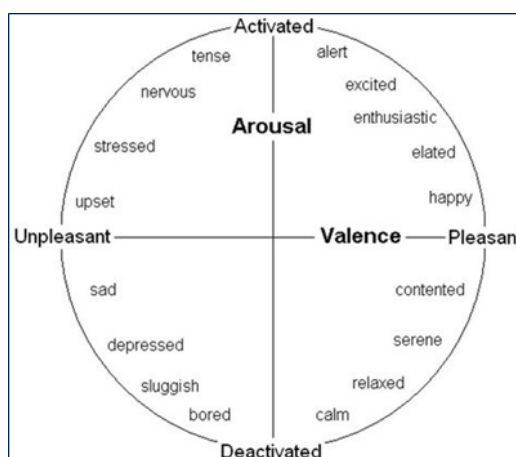 Activated
tense
alert
nervous
excited
Arousal
enthusiastic
stressed
elated
upset
happy
Unpleasant
Valence
Pleasan
sad
contented
depressed
serene
sluggish
relaxed
bored
calm
Deactivated